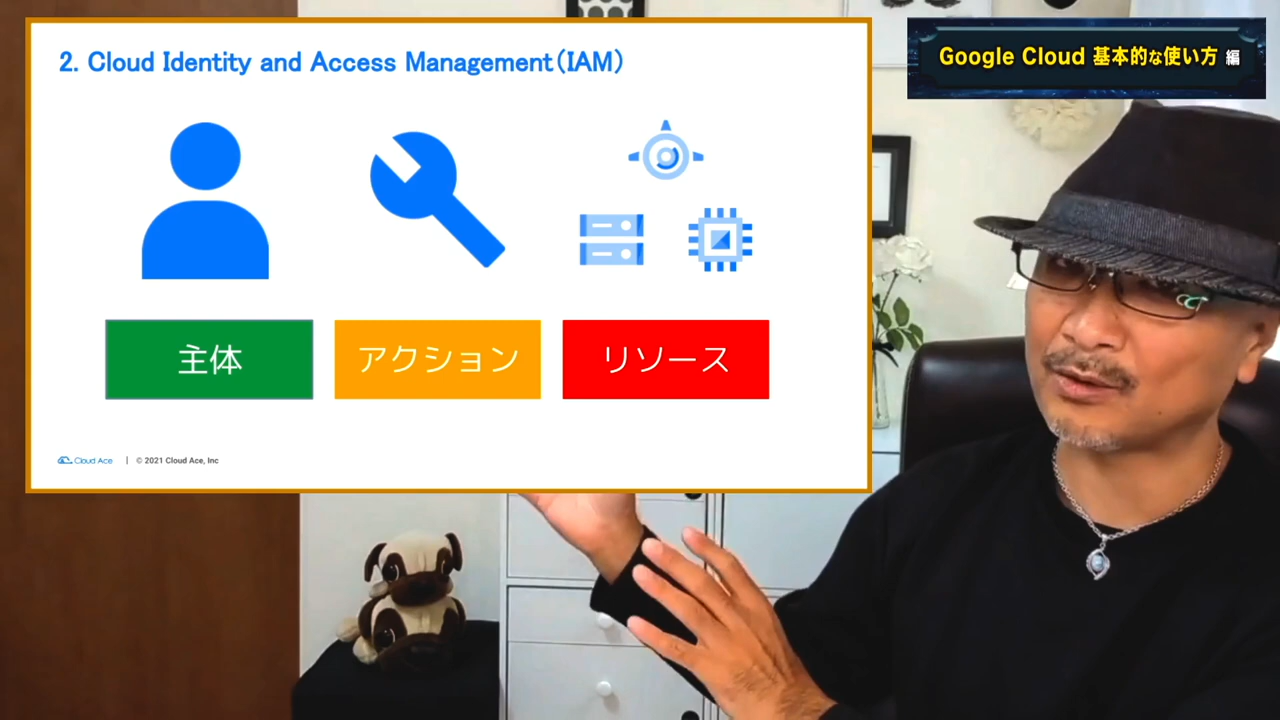 2. Cloud Identity and Access Management(IAM)
Google Cloud 基本的な使い方 編
主体
アクション
リソース
Cloud Ace | © 2021 Cloud Ace, Inc